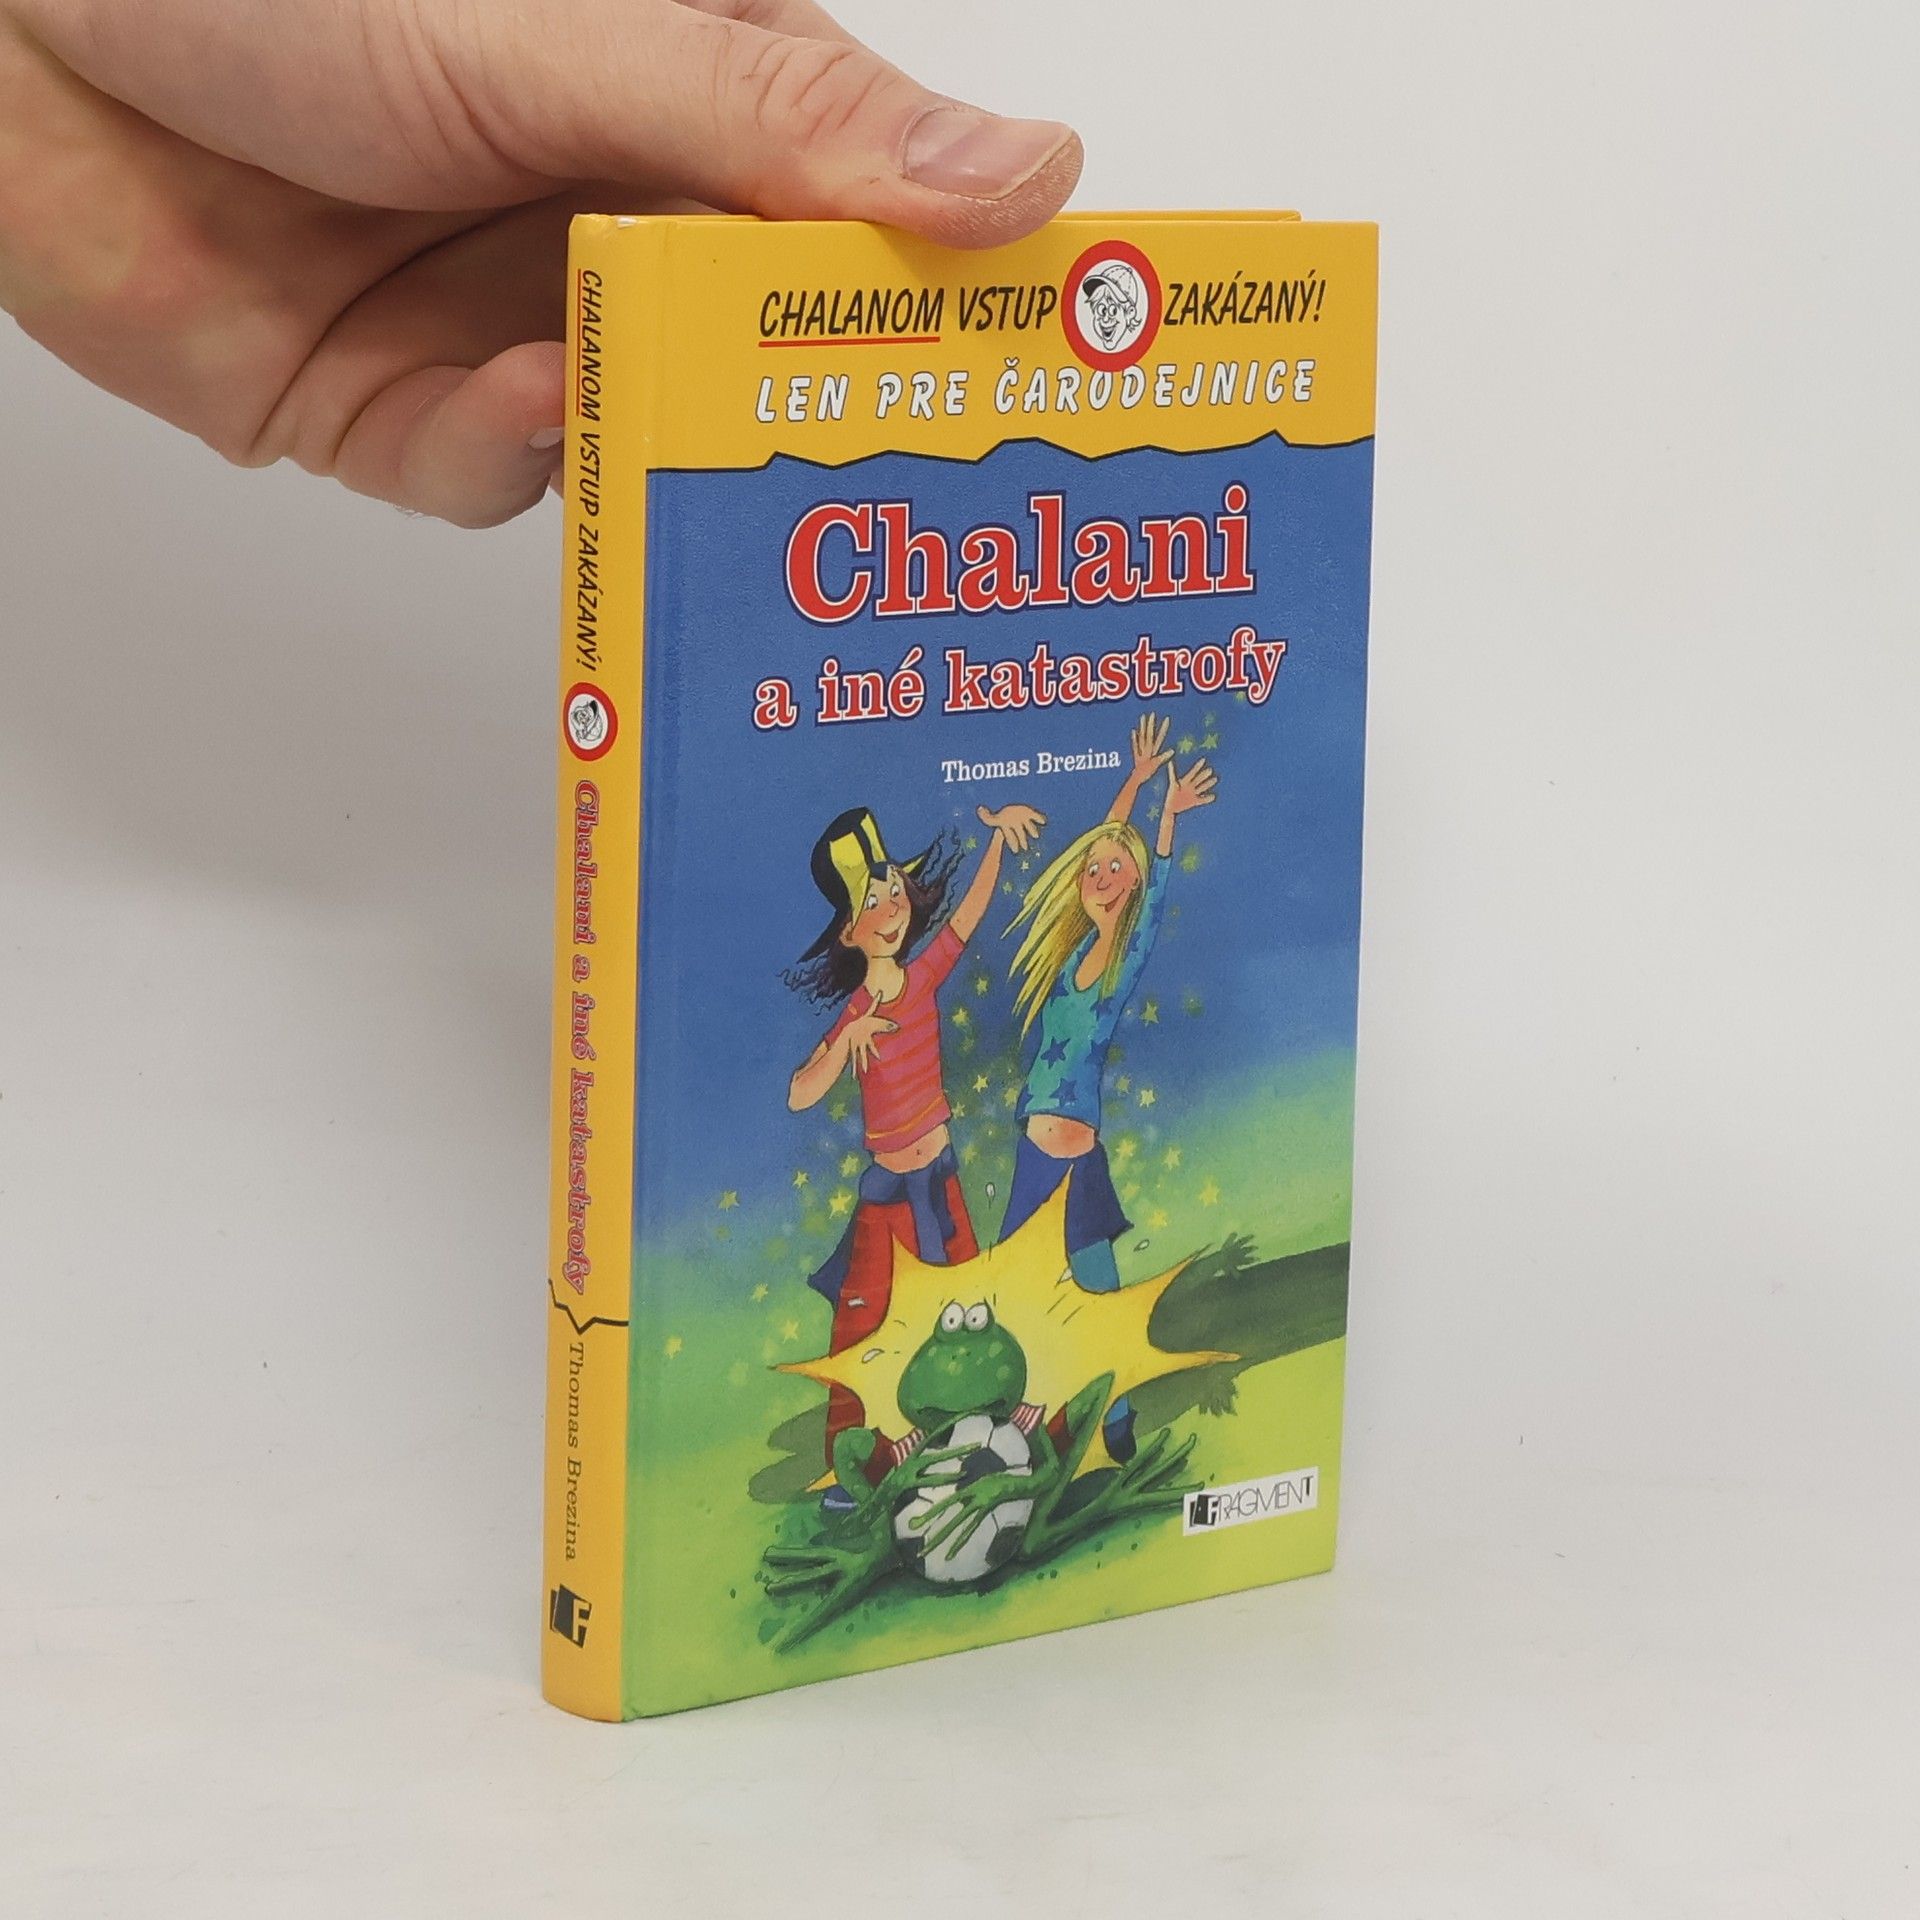 CHALANOM VSTUP ZAKÁZANÝ!
LEN PRE ČARODEJNICE
Chalani
a iné katastrofy
Thomas Brezina
FRAGMENT
CHALANOM VSTUP ZAKÁZANÝ! Chalani a iné katastrofy Thomas Brezina